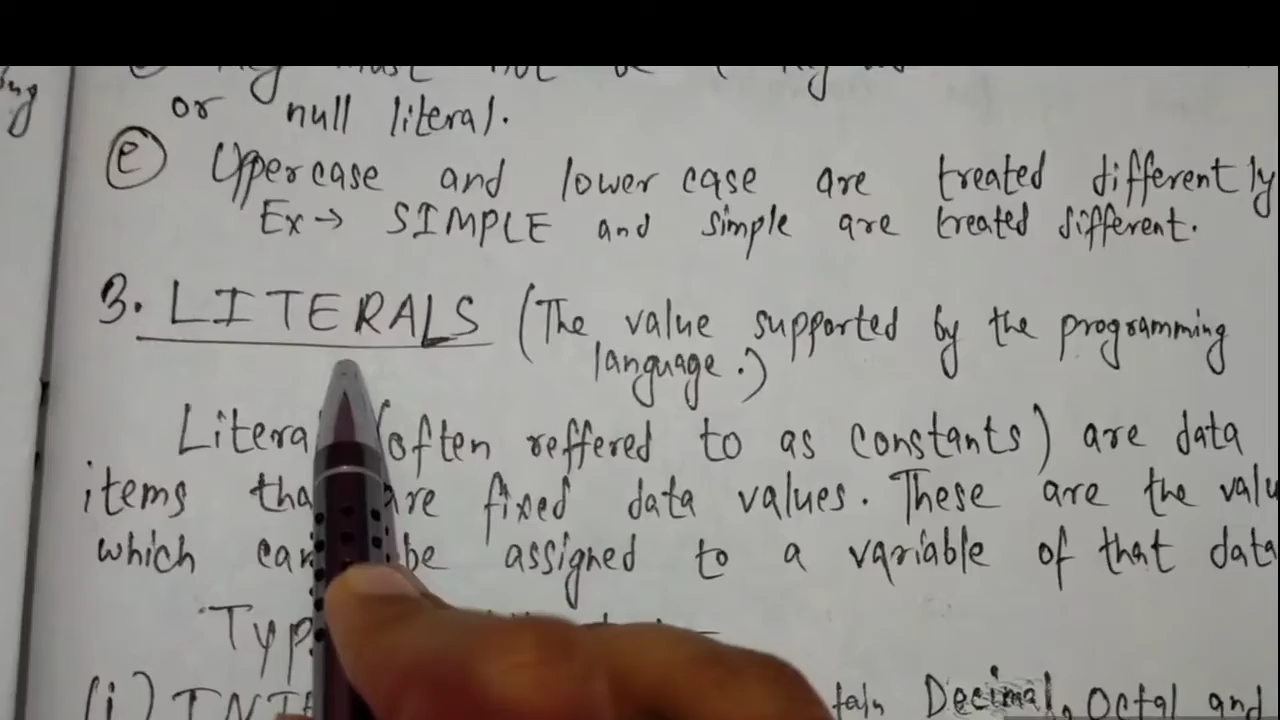 or null literal.
(e) Uppercase and lower case are treated differently
Ex → SIMPLE and simple are treated different.
3. LITERALS (The value supported by the programming
language.)
Litera (often reffered to as constants) are data
items tha are fixed data values. These are the valu
which can be assigned to a variable of that data
Typ
(i) INTE Decimal, Octal and